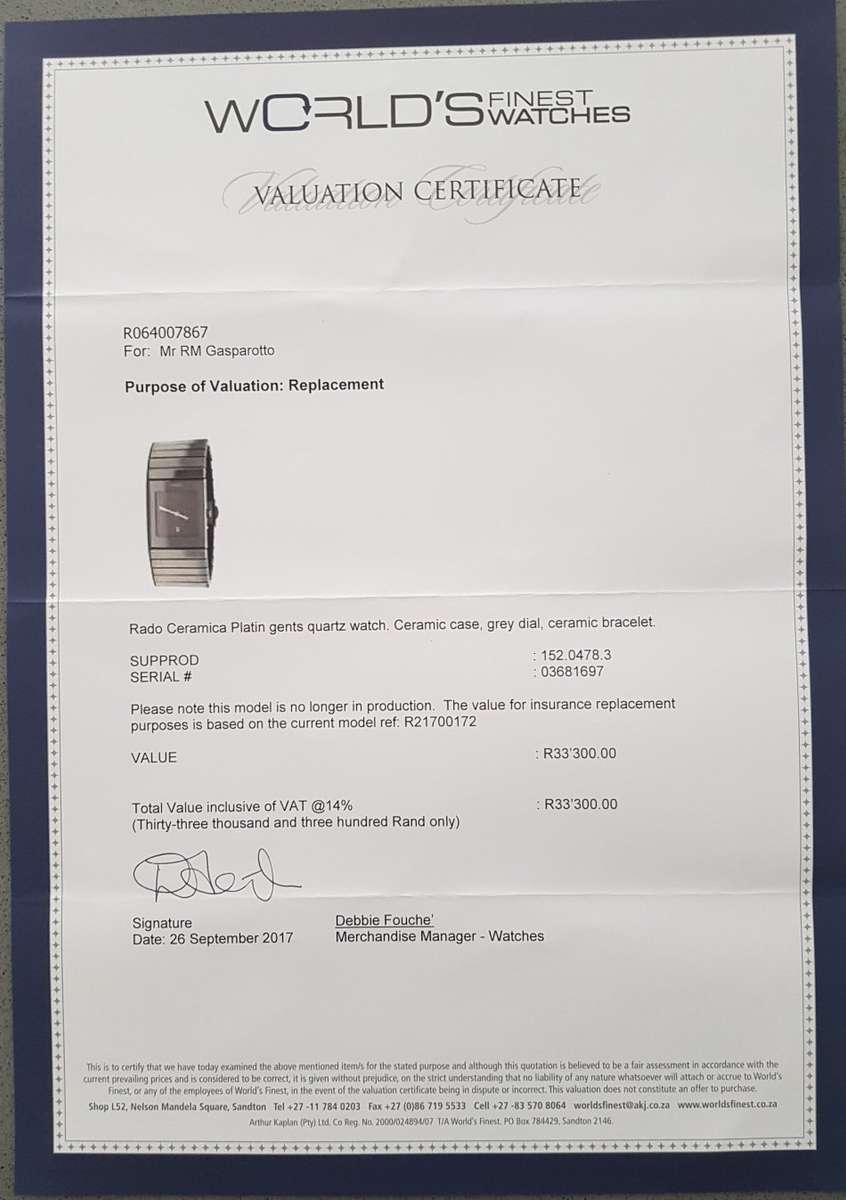 WORLD'S FINEST WATCHES
VALUATION CERTIFICATE
R064007867
For: Mr RM Gasparotto
Purpose of Valuation: Replacement
Rado Ceramica Platin gents quartz watch. Ceramic case, grey dial, ceramic bracelet.
SUPPROD : 152.0478.3
SERIAL # : 03681697
Please note this model is no longer in production. The value for insurance replacement
purposes is based on the current model ref: R21700172
VALUE : R33'300.00
Total Value inclusive of VAT @14% : R33'300.00
(Thirty-three thousand and three hundred Rand only)
Signature Debbie Fouche'
Date: 26 September 2017 Merchandise Manager - Watches
This is to certify that we have today examined the above mentioned item/s for the stated purpose and although this quotation is believed to be a fair assessment in accordance with the
current prevailing prices and is considered to be correct, it is given without prejudice, on the strict understanding that no liability of any nature whatsoever will attach or accrue to World's
Finest, or any of the employees of World's Finest, in the event of the valuation certificate being in dispute or incorrect. This valuation does not constitute an offer to purchase.
Shop L52, Nelson Mandela Square, Sandton Tel +27 -11 784 0203 Fax +27 (0)86 719 5533 Cell +27 -83 570 8064 worldsfinest@akj.co.za www.worldsfinest.co.za
Arthur Kaplan (Pty) Ltd. Co Reg. No. 2000/024894/07 T/A World's Finest. PO Box 784429, Sandton 2146.